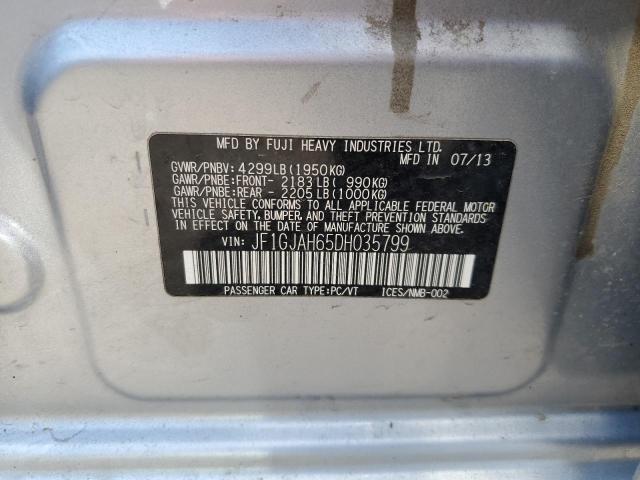 MFD BY FUJI HEAVY INDUSTRIES LTD.
MFD IN 07/13
GVWR/PNBV: 4299LB(1950KG)
GAWR/PNBE:FRONT- 2183LB( 990KG)
GAWR/PNBE:REAR - 2205LB(1000KG)
THIS VEHICLE CONFORMS TO ALL APPLICABLE FEDERAL MOTOR
VEHICLE SAFETY, BUMPER, AND THEFT PREVENTION STANDARDS
IN EFFECT ON THE DATE OF MANUFACTURE SHOWN ABOVE.
VIN: JF1GJAH65DH035799
PASSENGER CAR TYPE:PC/VT ICES/NMB-002